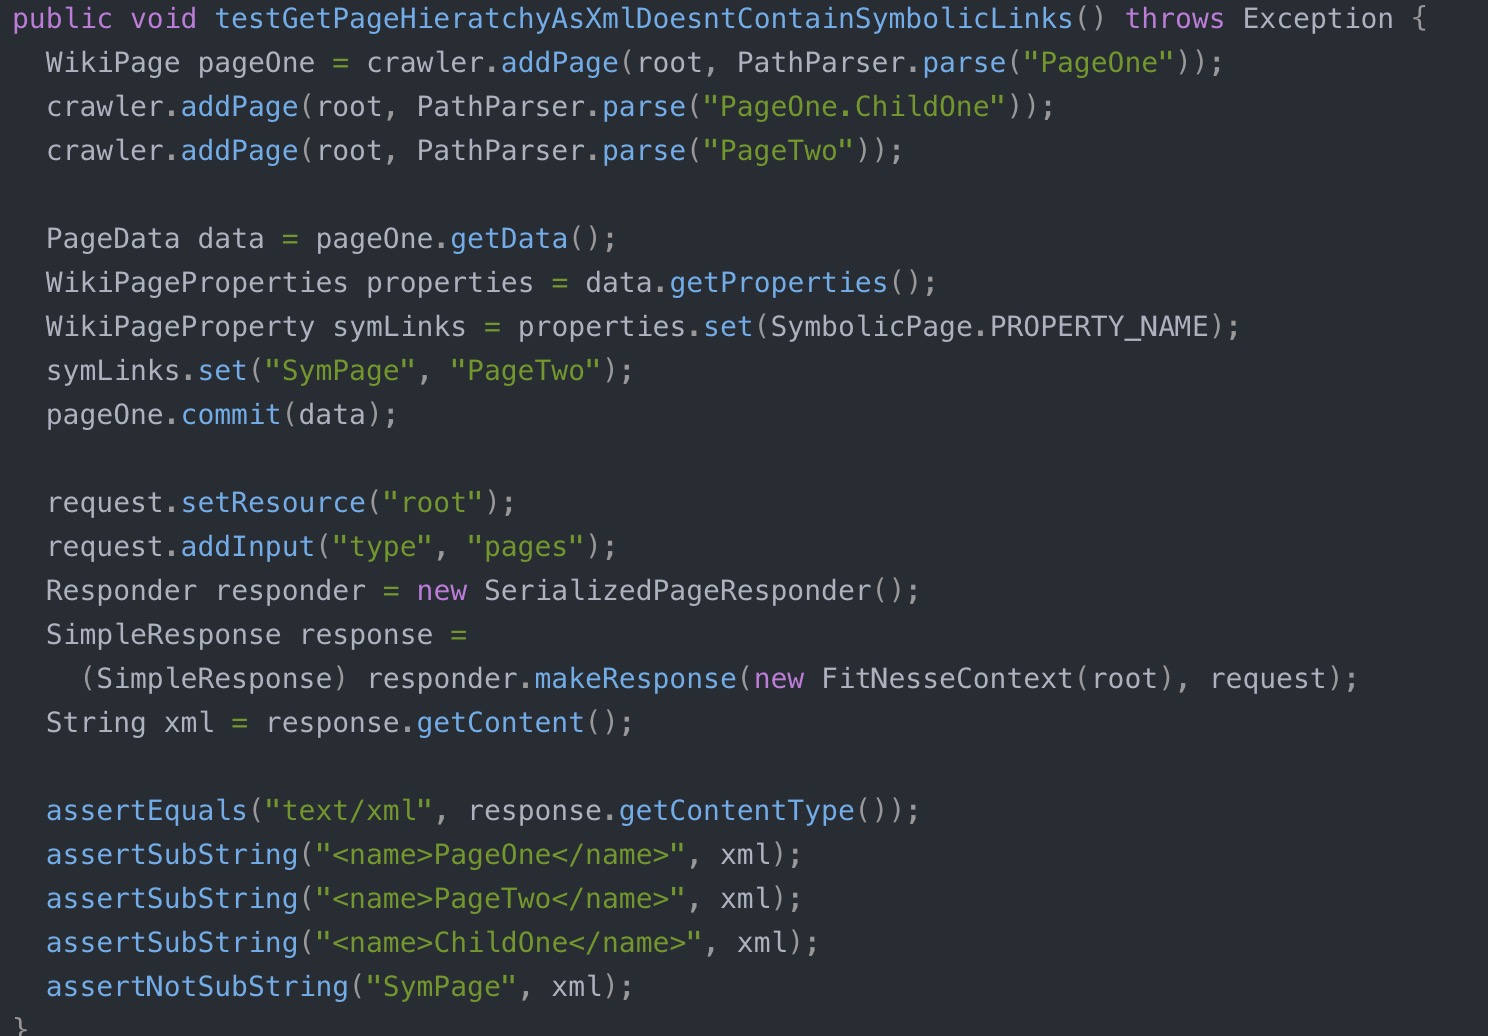 public void testGetPageHieratchyAsXmlDoesntContainSymbolicLinks() throws Exception {
  WikiPage pageOne = crawler.addPage(root, PathParser.parse("PageOne"));
  crawler.addPage(root, PathParser.parse("PageOne.ChildOne"));
  crawler.addPage(root, PathParser.parse("PageTwo"));

  PageData data = pageOne.getData();
  WikiPageProperties properties = data.getProperties();
  WikiPageProperty symLinks = properties.set(SymbolicPage.PROPERTY_NAME);
  symLinks.set("SymPage", "PageTwo");
  pageOne.commit(data);

  request.setResource("root");
  request.addInput("type", "pages");
  Responder responder = new SerializedPageResponder();
  SimpleResponse response =
    (SimpleResponse) responder.makeResponse(new FitNesseContext(root), request);
  String xml = response.getContent();

  assertEquals("text/xml", response.getContentType());
  assertSubString("<name>PageOne</name>", xml);
  assertSubString("<name>PageTwo</name>", xml);
  assertSubString("<name>ChildOne</name>", xml);
  assertNotSubString("SymPage", xml);
}